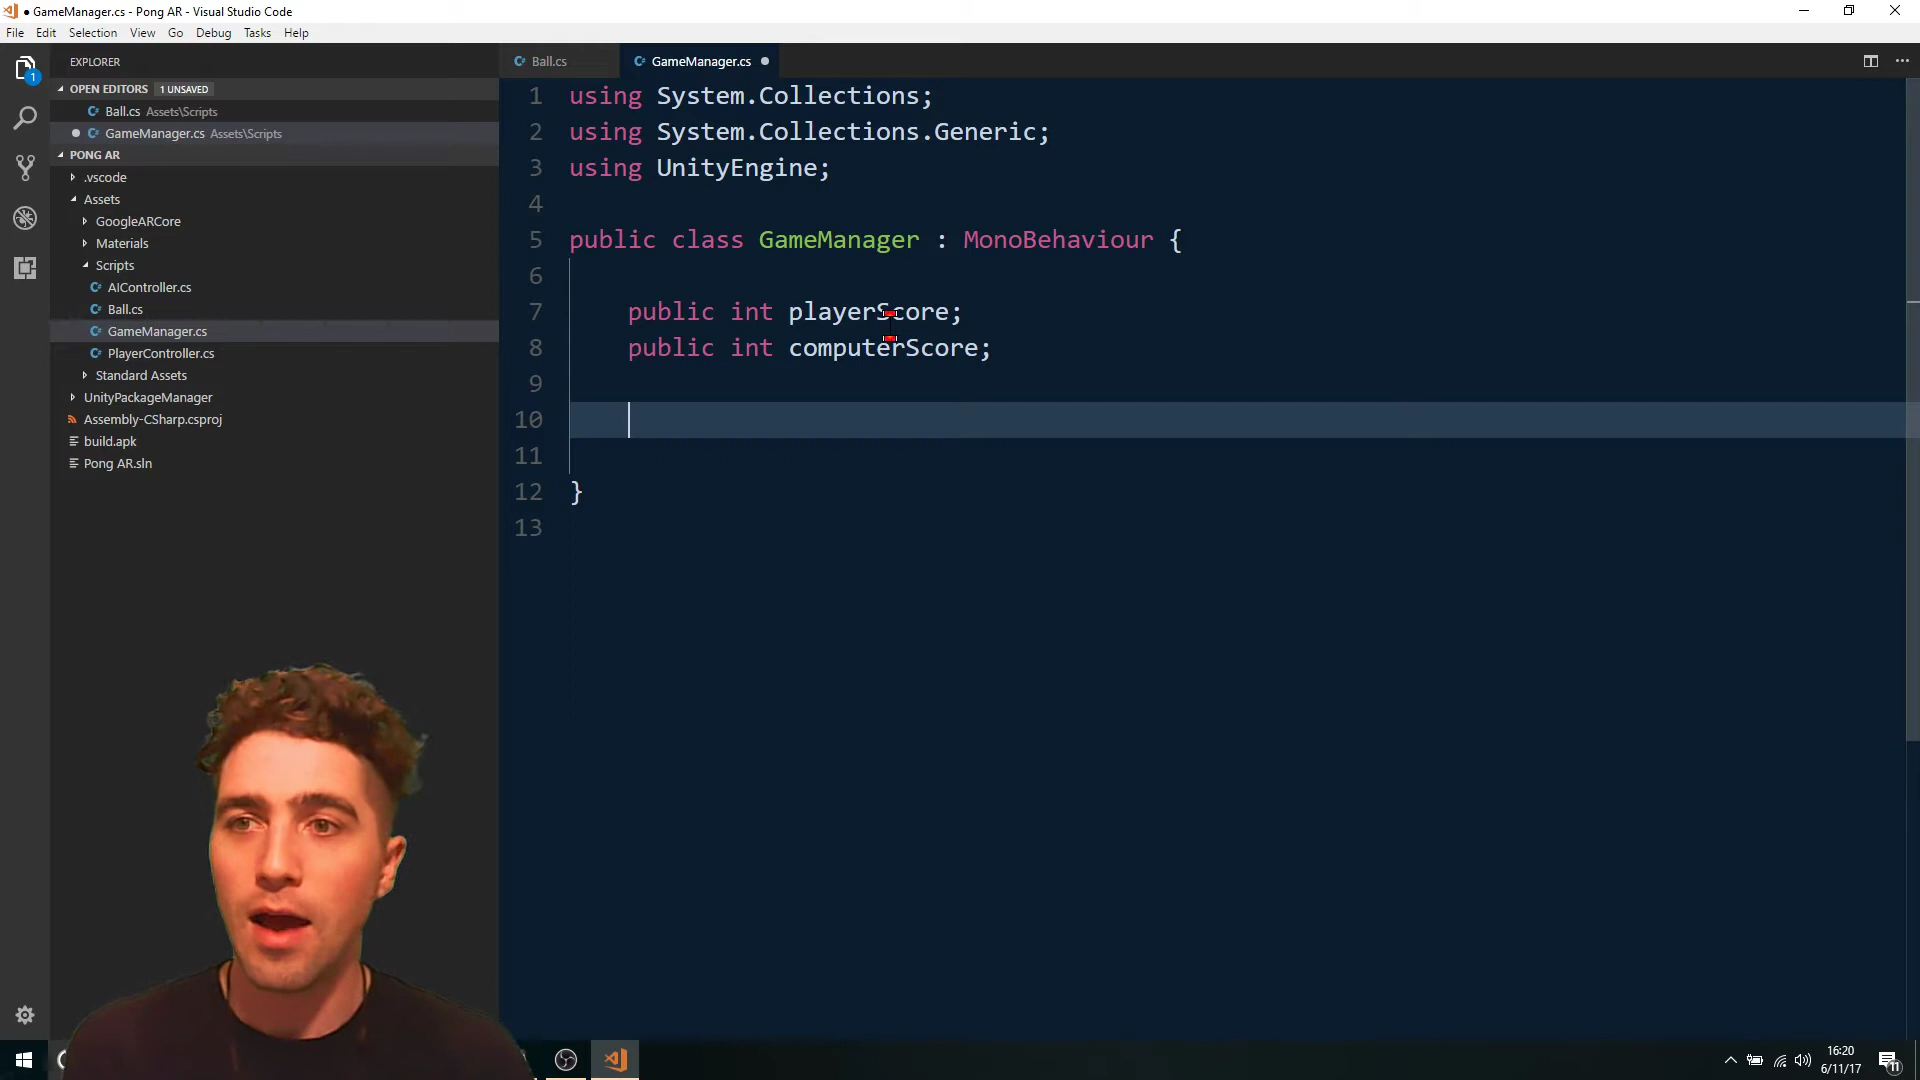 GameManager.cs - Pong AR - Visual Studio Code
File Edit Selection View Go Debug Tasks Help
EXPLORER
OPEN EDITORS 1 UNSAVED
Ball.cs Assets\Scripts
GameManager.cs Assets\Scripts
PONG AR
.vscode
Assets
GoogleARCore
Materials
Scripts
AIController.cs
Ball.cs
GameManager.cs
PlayerController.cs
Standard Assets
UnityPackageManager
Assembly-CSharp.csproj
build.apk
Pong AR.sln
1
Ball.cs GameManager.cs
1 using System.Collections;
2 using System.Collections.Generic;
3 using UnityEngine;
4
5 public class GameManager : MonoBehaviour {
6
7 public int playerScore;
8 public int computerScore;
9
10
11
12 }
13
16:20
6/11/17
11